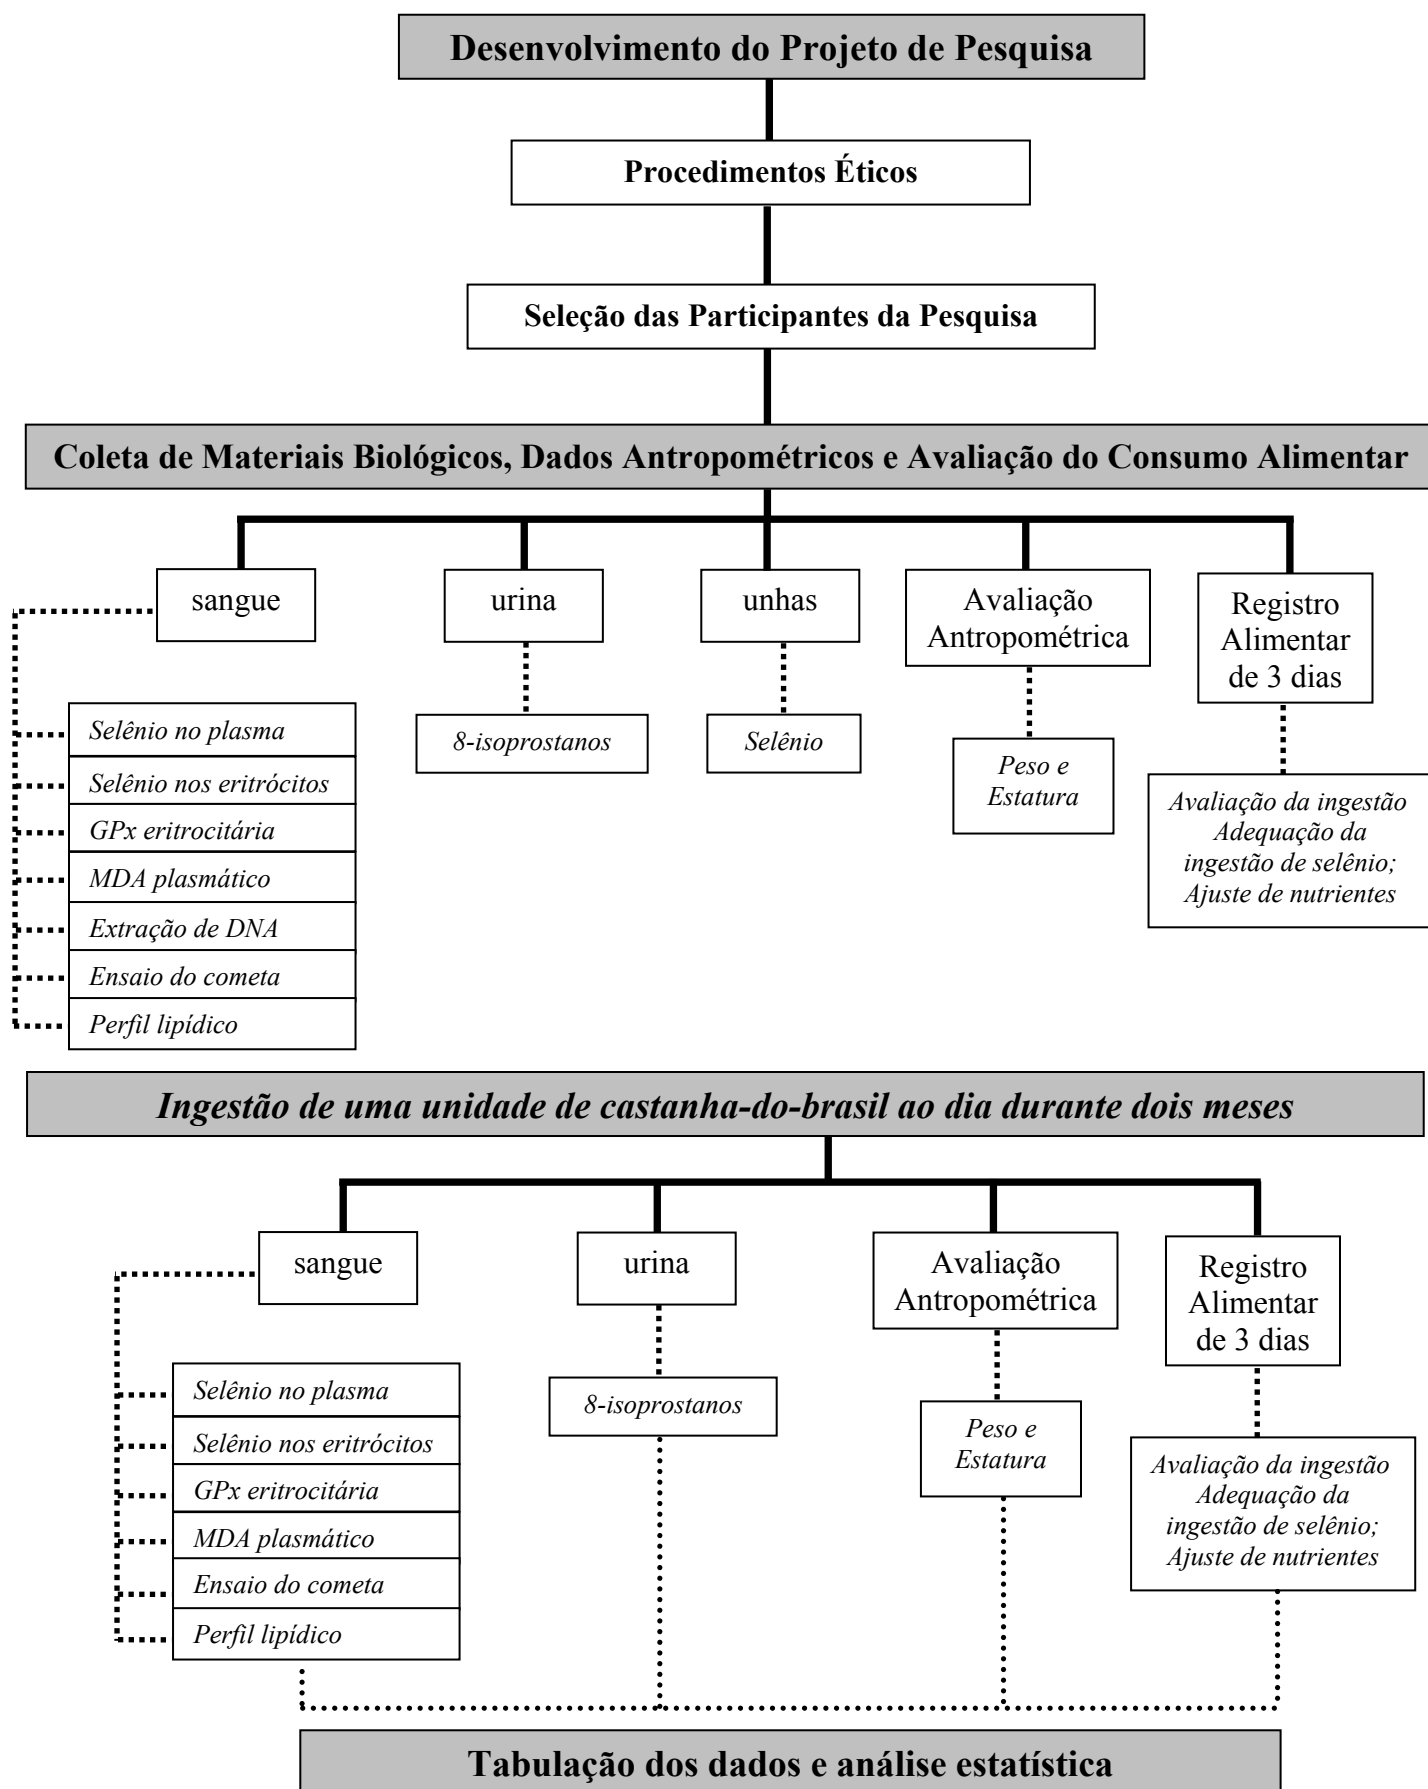 Desenvolvimento do Projeto de Pesquisa
Procedimentos Éticos
Seleção das Participantes da Pesquisa
Coleta de Materiais Biológicos, Dados Antropométricos e Avaliação do Consumo Alimentar
sangue
urina
unhas
Avaliação
Antropométrica
Registro
Alimentar
de 3 dias
Selênio no plasma
Selênio nos eritrócitos
GPx eritrocitária
MDA plasmático
Extração de DNA
Ensaio do cometa
Perfil lipídico
8-isoprostanos
Selênio
Peso e
Estatura
Avaliação da ingestão
Adequação da
ingestão de selênio;
Ajuste de nutrientes
Ingestão de uma unidade de castanha-do-brasil ao dia durante dois meses
sangue
urina
Avaliação
Antropométrica
Registro
Alimentar
de 3 dias
Selênio no plasma
Selênio nos eritrócitos
GPx eritrocitária
MDA plasmático
Ensaio do cometa
Perfil lipídico
8-isoprostanos
Peso e
Estatura
Avaliação da ingestão
Adequação da
ingestão de selênio;
Ajuste de nutrientes
Tabulação dos dados e análise estatística